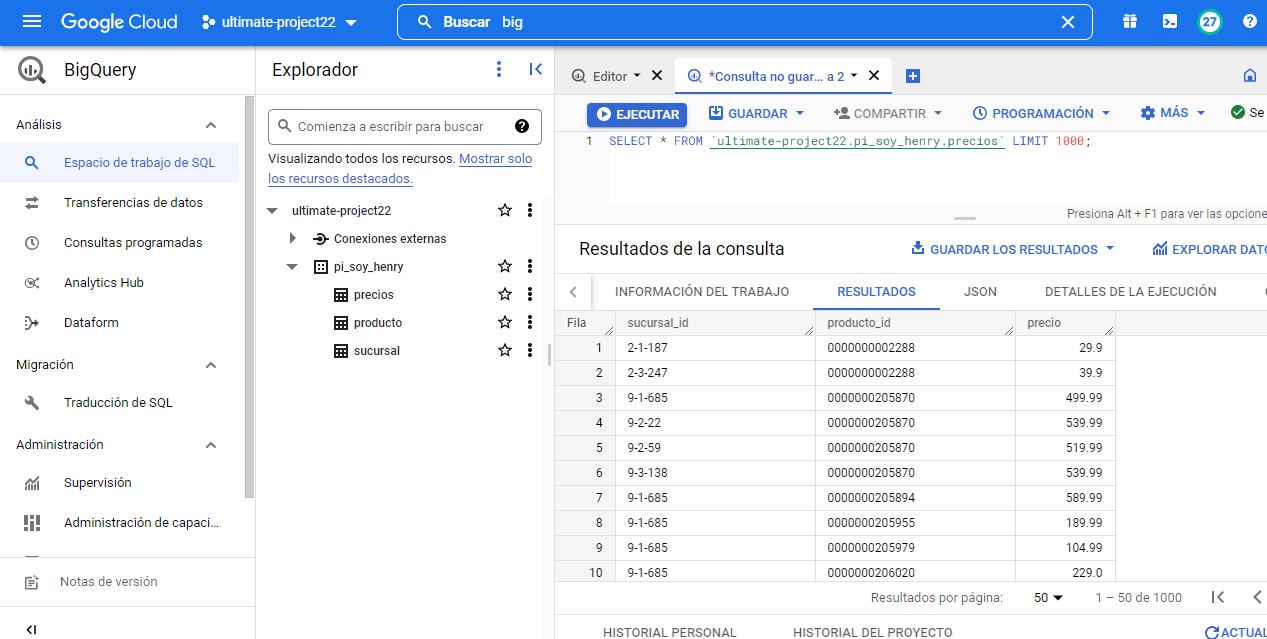 Google Cloud ultimate-project22 Buscar big 27
BigQuery
Análisis
Espacio de trabajo de SQL
Transferencias de datos
Consultas programadas
Analytics Hub
Dataform
Migración
Traducción de SQL
Administración
Supervisión
Administración de capaci...
Notas de versión
Explorador
Comienza a escribir para buscar
Visualizando todos los recursos. Mostrar solo
los recursos destacados.
ultimate-project22
Conexiones externas
pi_soy_henry
precios
producto
sucursal
Editor *Consulta no guar... a 2
EJECUTAR GUARDAR COMPARTIR PROGRAMACIÓN MÁS Se
1 SELECT * FROM `ultimate-project22.pi_soy_henry.precios` LIMIT 1000;
Presiona Alt + F1 para ver las opcione
Resultados de la consulta GUARDAR LOS RESULTADOS EXPLORAR DATO
INFORMACIÓN DEL TRABAJO RESULTADOS JSON DETALLES DE LA EJECUCIÓN
Fila sucursal_id producto_id precio
1 2-1-187 0000000002288 29.9
2 2-3-247 0000000002288 39.9
3 9-1-685 0000000205870 499.99
4 9-2-22 0000000205870 539.99
5 9-2-59 0000000205870 519.99
6 9-3-138 0000000205870 539.99
7 9-1-685 0000000205894 589.99
8 9-1-685 0000000205955 189.99
9 9-1-685 0000000205979 104.99
10 9-1-685 0000000206020 229.0
Resultados por página: 50 1 – 50 de 1000
HISTORIAL PERSONAL HISTORIAL DEL PROYECTO ACTUAL